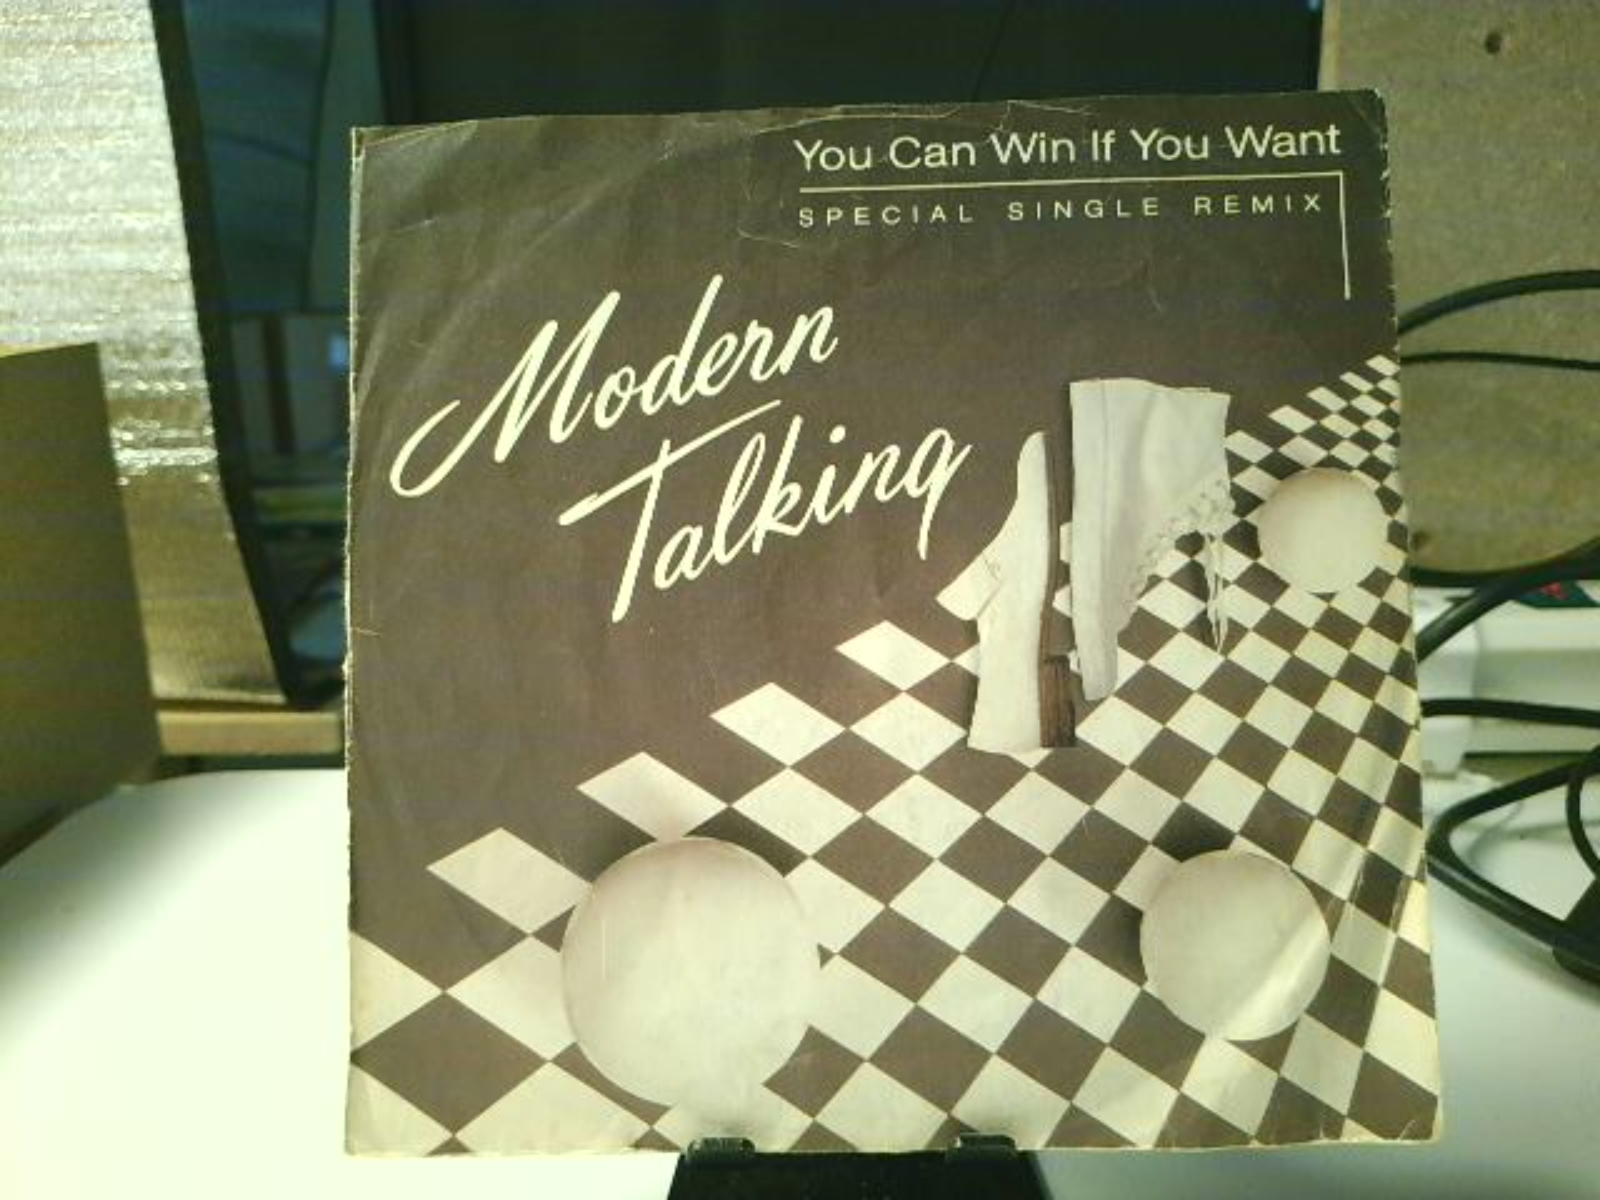 You Can Win If You Want
SPECIAL SINGLE REMIX
Modern
Talking